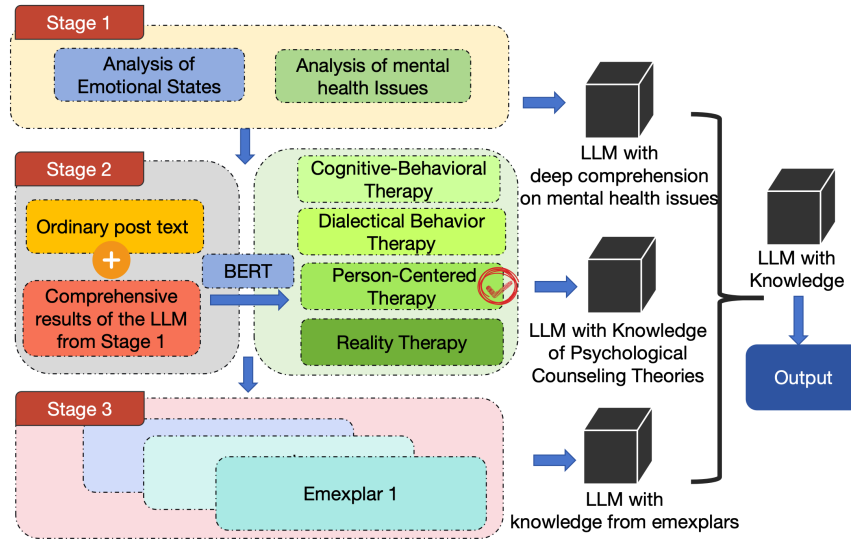 Stage 1
Analysis of
Emotional States
Analysis of mental
health Issues
LLM with
deep comprehension
on mental health issues
Stage 2
Ordinary post text
+
Comprehensive
results of the LLM
from Stage 1
BERT
Cognitive-Behavioral
Therapy
Dialectical Behavior
Therapy
Person-Centered
Therapy
Reality Therapy
LLM with Knowledge
of Psychological
Counseling Theories
Stage 3
Emexplar 1
LLM with
knowledge from emexplars
LLM with
Knowledge
Output